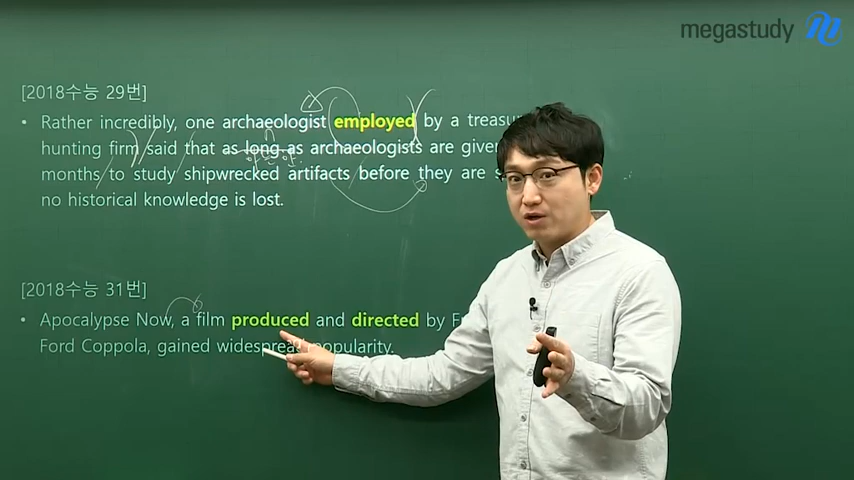 megastudy
[2018수능 29번]
• Rather incredibly, one archaeologist employed by a treasu
hunting firm said that as long as archaeologists are give
months to study shipwrecked artifacts before they are s
no historical knowledge is lost.
[2018수능 31번]
• Apocalypse Now, a film produced and directed by F
Ford Coppola, gained widespread popularity.